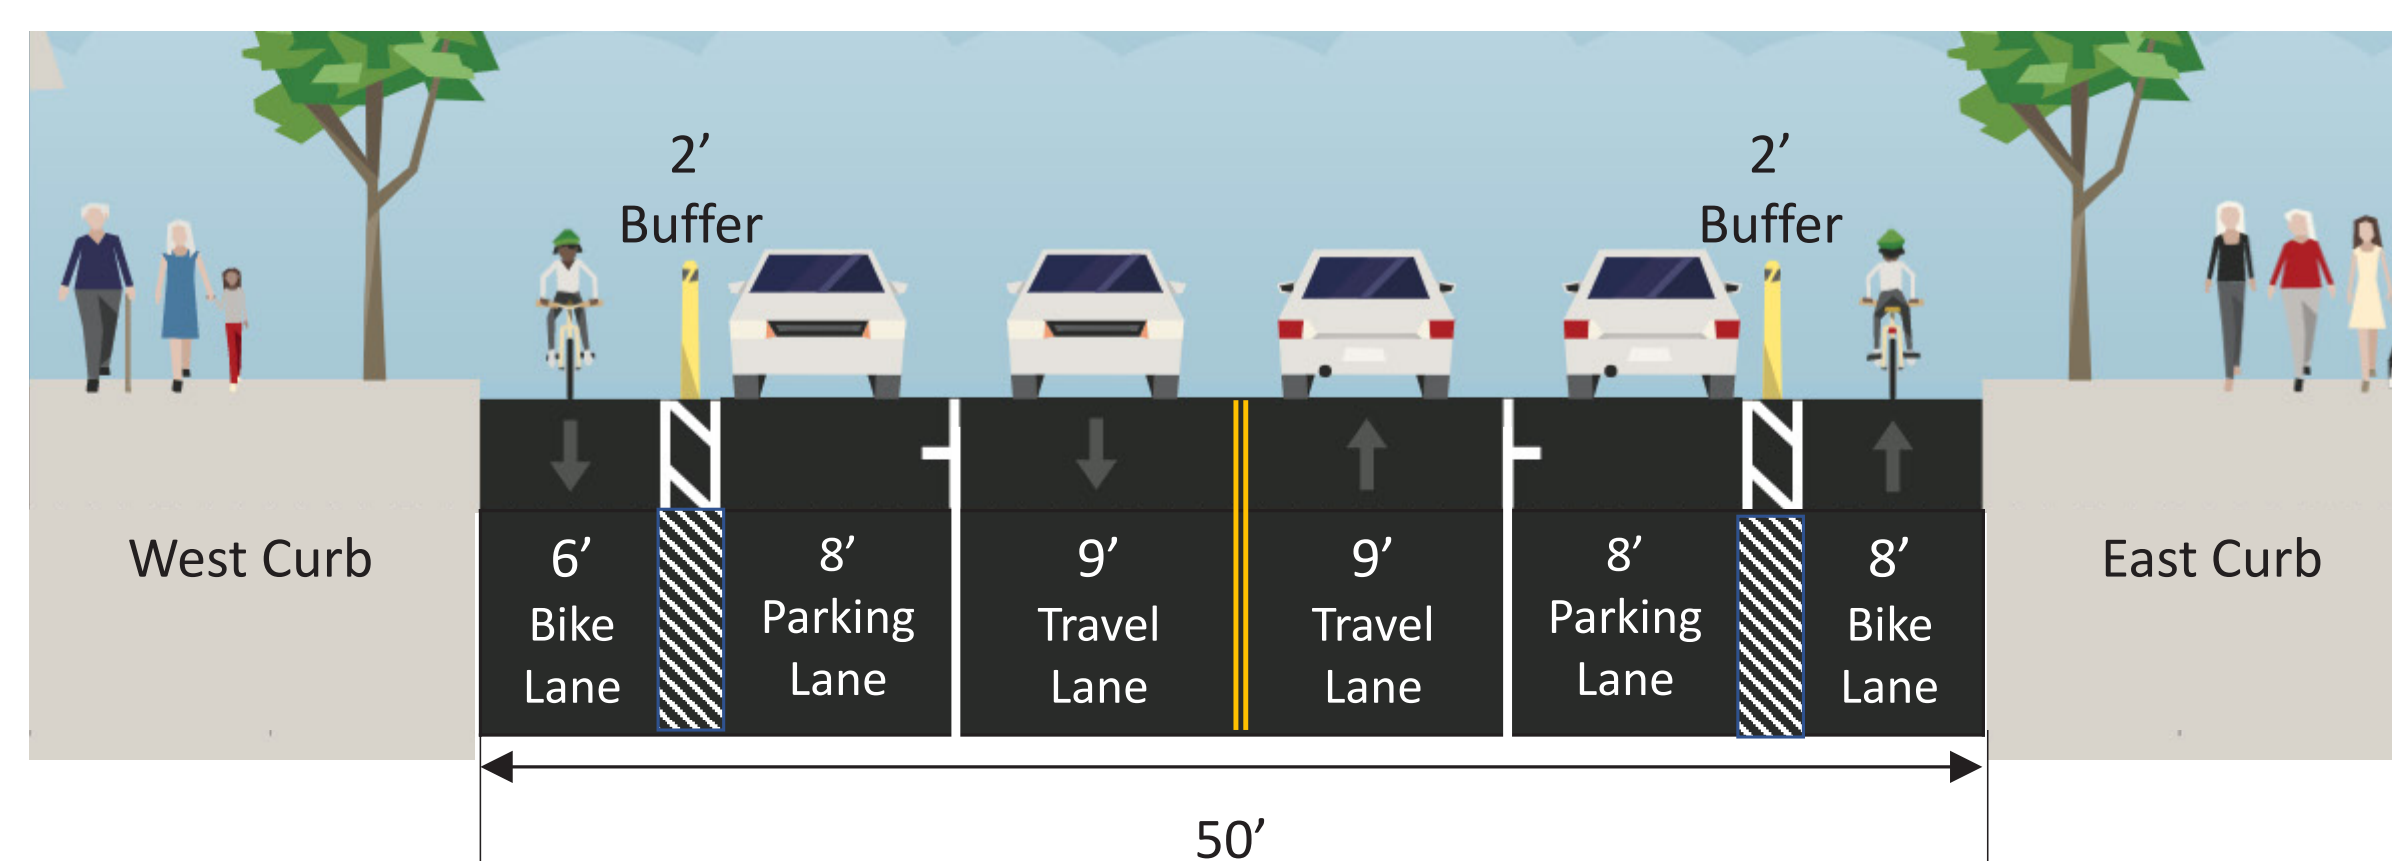 2’
Buffer
2’
Buffer
West Curb
6’
Bike
Lane
8’
Parking
Lane
9’
Travel
Lane
9’
Travel
Lane
8’
Parking
Lane
8’
Bike
Lane
East Curb
50’